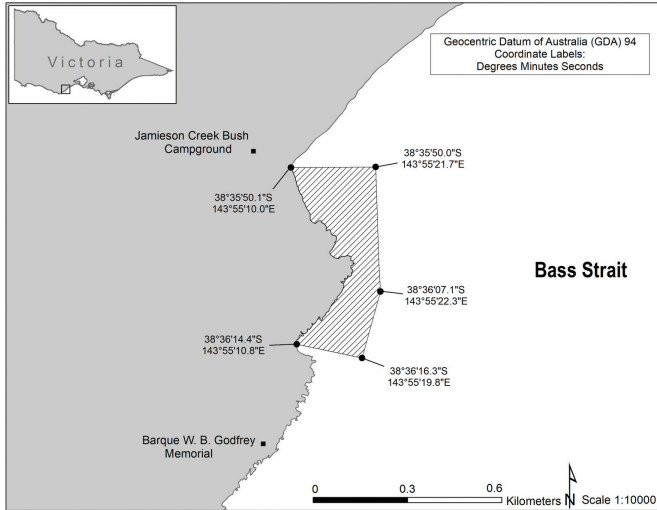 Victoria
Geocentric Datum of Australia (GDA) 94
Coordinate Labels:
Degrees Minutes Seconds
Jamieson Creek Bush
Campground
38°35'50.0"S
143°55'21.7"E
38°35'50.1"S
143°55'10.0"E
Bass Strait
38°36'07.1"S
143°55'22.3"E
38°36'14.4"S
143°55'10.8"E
38°36'16.3"S
143°55'19.8"E
Barque W. B. Godfrey
Memorial
0 0.3 0.6
Kilometers N Scale 1:10000